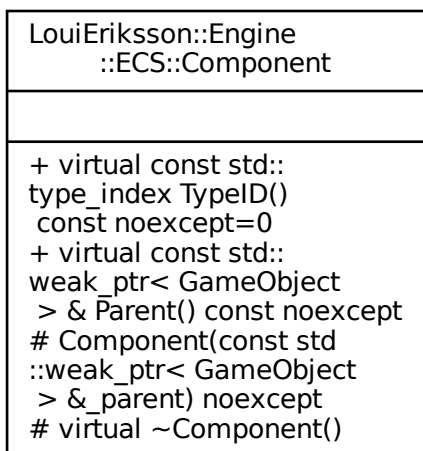 LouiEriksson::Engine
::ECS::Component
+ virtual const std::
type_index TypeID()
const noexcept=0
+ virtual const std::
weak_ptr< GameObject
> & Parent() const noexcept
# Component(const std
::weak_ptr< GameObject
> &_parent) noexcept
# virtual ~Component()